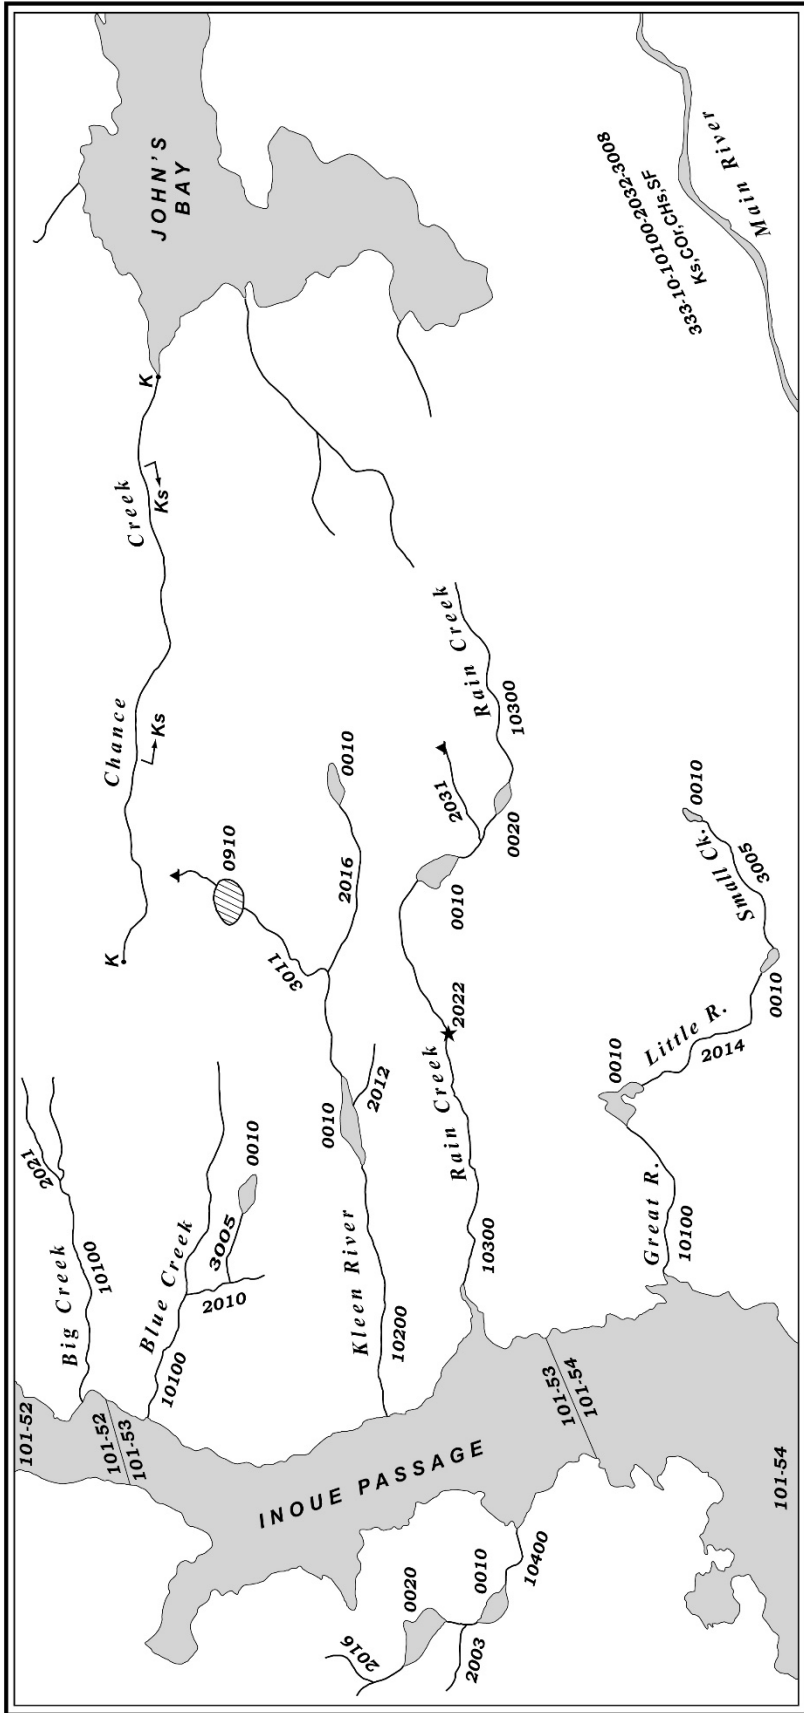 JOHN'S
BAY
Main River
333-10-10100-2032-3008
Ks,COr,CHs,SF
K
Creek
Ks
Chance
Ks
K
Rain Creek
10300
2031
0020
0010
0010
2016
0910
3011
2022
Rain Creek
10300
0010
2012
Kleen River
10200
2021
10100
Big Creek
0010
3005
2010
Blue Creek
10100
0010
Small Ck.
3005
0010
Little R.
2014
0010
Great R.
10100
101-52
101-52
101-53
101-53
101-54
INOUE PASSAGE
101-54
10400
0010
0020
2003
2016